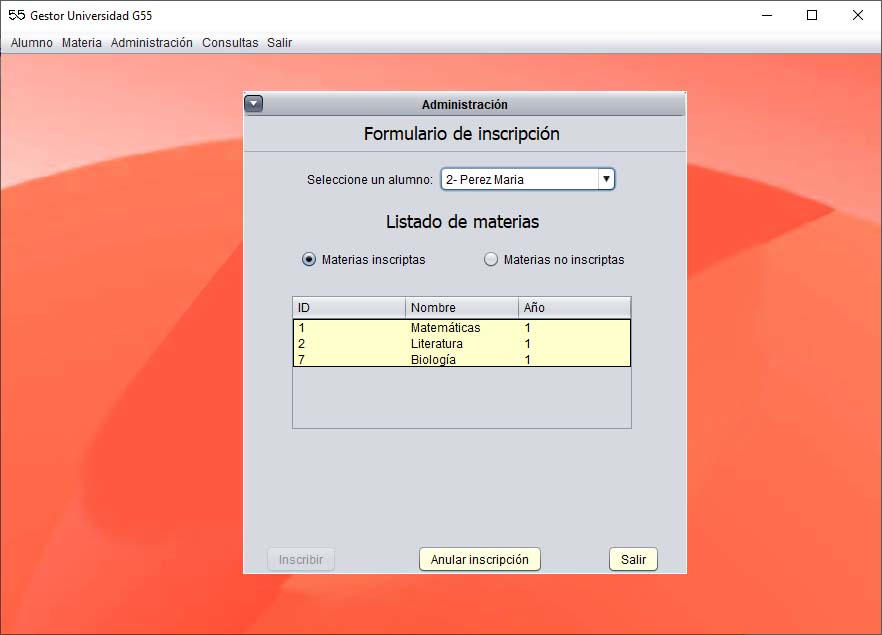 55 Gestor Universidad G55
Alumno Materia Administración Consultas Salir
Administración
Formulario de inscripción
Seleccione un alumno: 2- Perez Maria
Listado de materias
Materias inscriptas Materias no inscriptas
ID Nombre Año
1 Matemáticas 1
2 Literatura 1
7 Biología 1
Inscribir Anular inscripción Salir